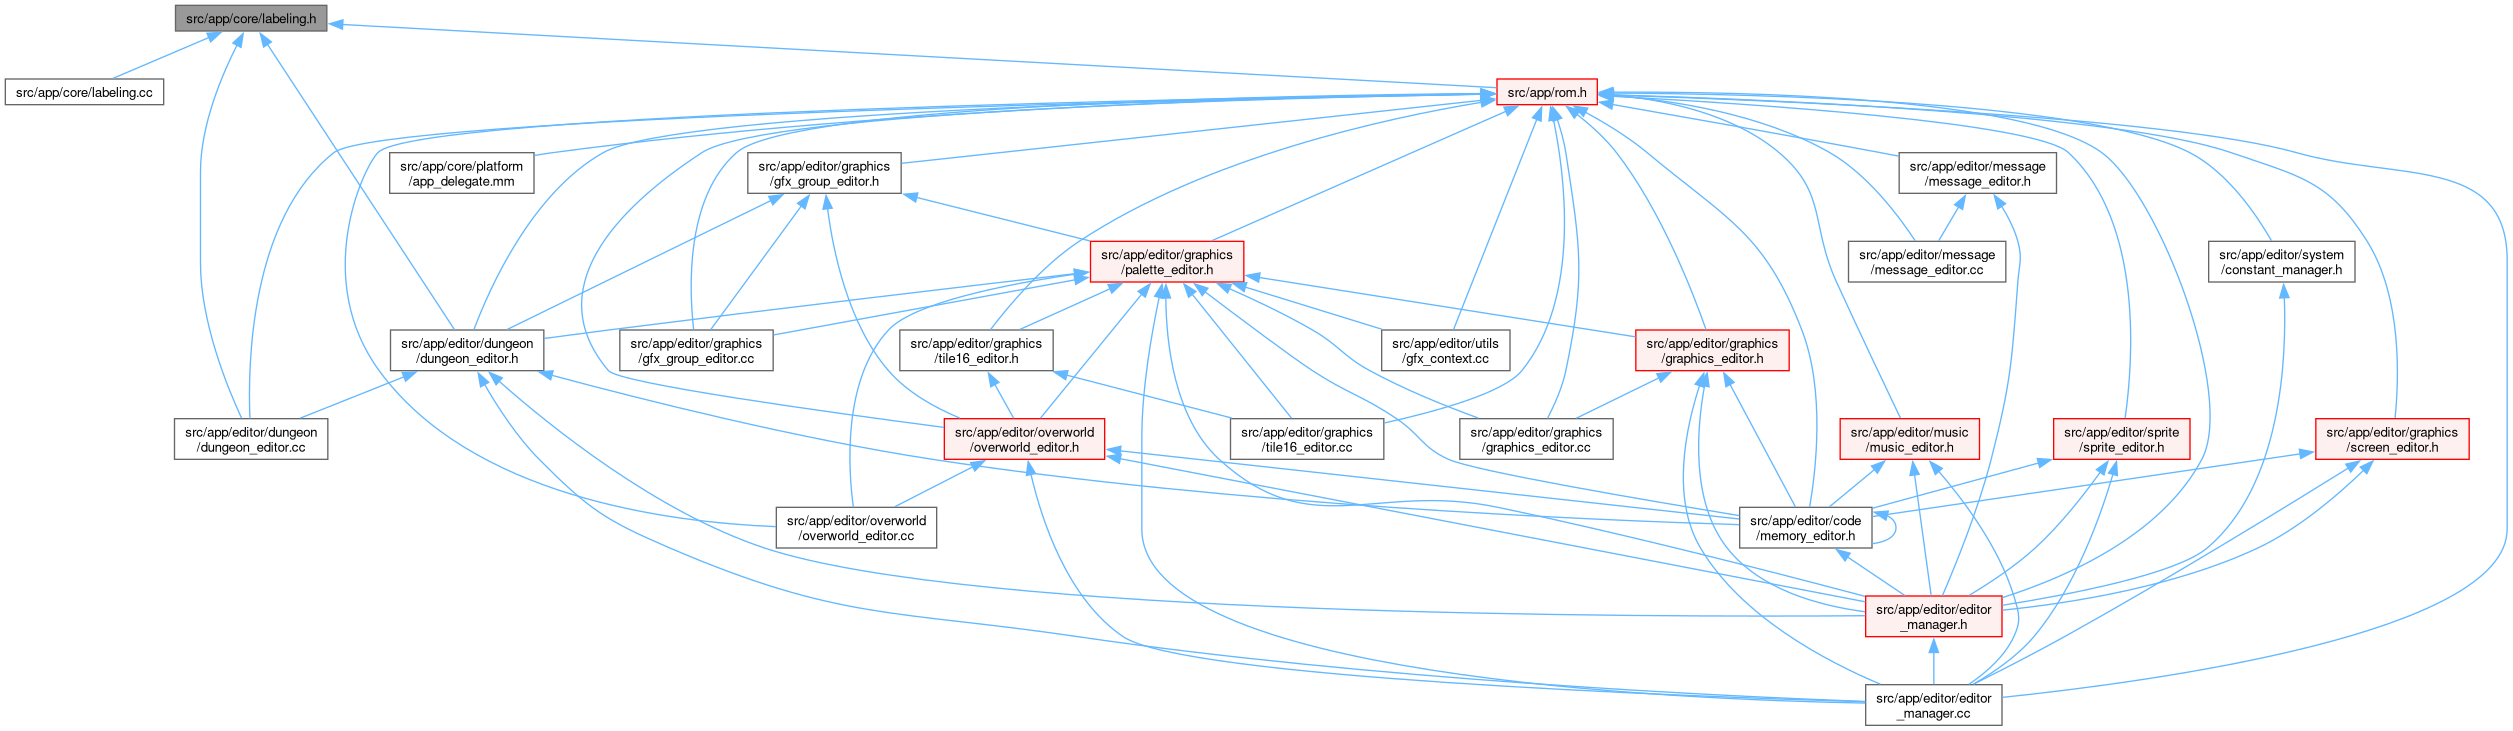 src/app/core/labeling.h
src/app/core/labeling.cc
src/app/rom.h
src/app/core/platform
/app_delegate.mm
src/app/editor/graphics
/gfx_group_editor.h
src/app/editor/message
/message_editor.h
src/app/editor/graphics
/palette_editor.h
src/app/editor/message
/message_editor.cc
src/app/editor/system
/constant_manager.h
src/app/editor/dungeon
/dungeon_editor.h
src/app/editor/graphics
/gfx_group_editor.cc
src/app/editor/graphics
/tile16_editor.h
src/app/editor/utils
/gfx_context.cc
src/app/editor/graphics
/graphics_editor.h
src/app/editor/dungeon
/dungeon_editor.cc
src/app/editor/overworld
/overworld_editor.h
src/app/editor/graphics
/tile16_editor.cc
src/app/editor/graphics
/graphics_editor.cc
src/app/editor/music
/music_editor.h
src/app/editor/sprite
/sprite_editor.h
src/app/editor/graphics
/screen_editor.h
src/app/editor/overworld
/overworld_editor.cc
src/app/editor/code
/memory_editor.h
src/app/editor/editor
_manager.h
src/app/editor/editor
_manager.cc